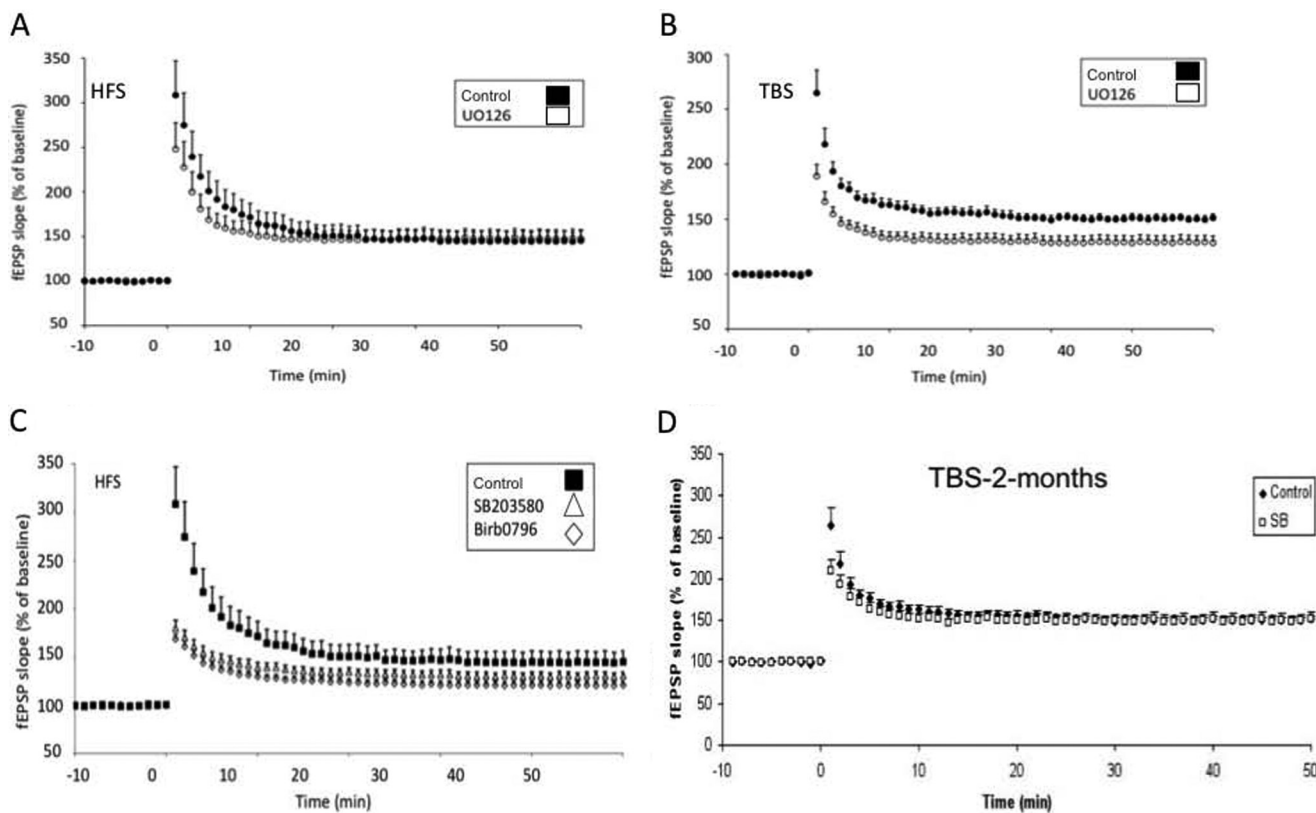 A
fEPSP slope (% of baseline)
350
300
250
200
150
100
50
HFS
Control
UO126
-10 0 10 20 30 40 50
Time (min)
B
fEPSP slope (% of baseline)
300
250
200
150
100
50
TBS
Control
UO126
-10 0 10 20 30 40 50
Time (min)
C
fEPSP slope (% of baseline)
350
300
250
200
150
100
50
HFS
Control
SB203580
Birb0796
-10 0 10 20 30 40 50
Time (min)
D
fEPSP slope (% of baseline)
350
300
250
200
150
100
50
0
TBS-2-months
Control
SB
-10 0 10 20 30 40 50
Time (min)